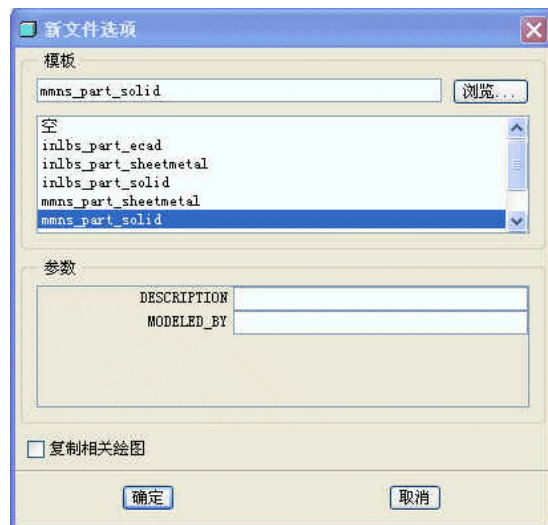 新文件选项
模板
mmns_part_solid
浏览...
空
inlbs_part_ecad
inlbs_part_sheetmetal
inlbs_part_solid
mmns_part_sheetmetal
mmns_part_solid
参数
DESCRIPTION
MODELED_BY
复制相关绘图
确定
取消